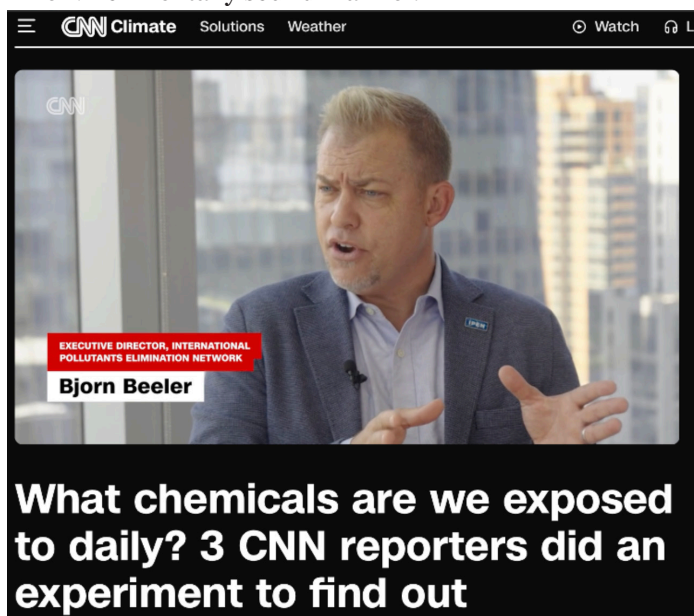 CNN Climate Solutions Weather Watch
CNN
IPEN
EXECUTIVE DIRECTOR, INTERNATIONAL
POLLUTANTS ELIMINATION NETWORK
Bjorn Beeler
What chemicals are we exposed
to daily? 3 CNN reporters did an
experiment to find out